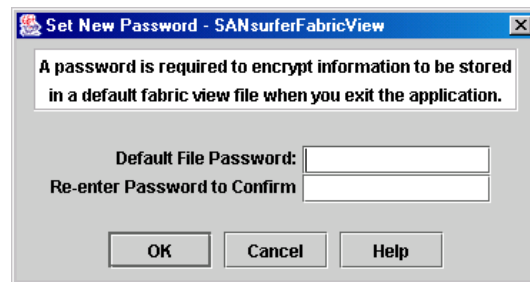 Set New Password - SANsurferFabricView
A password is required to encrypt information to be stored
in a default fabric view file when you exit the application.
Default File Password:
Re-enter Password to Confirm
OK Cancel Help